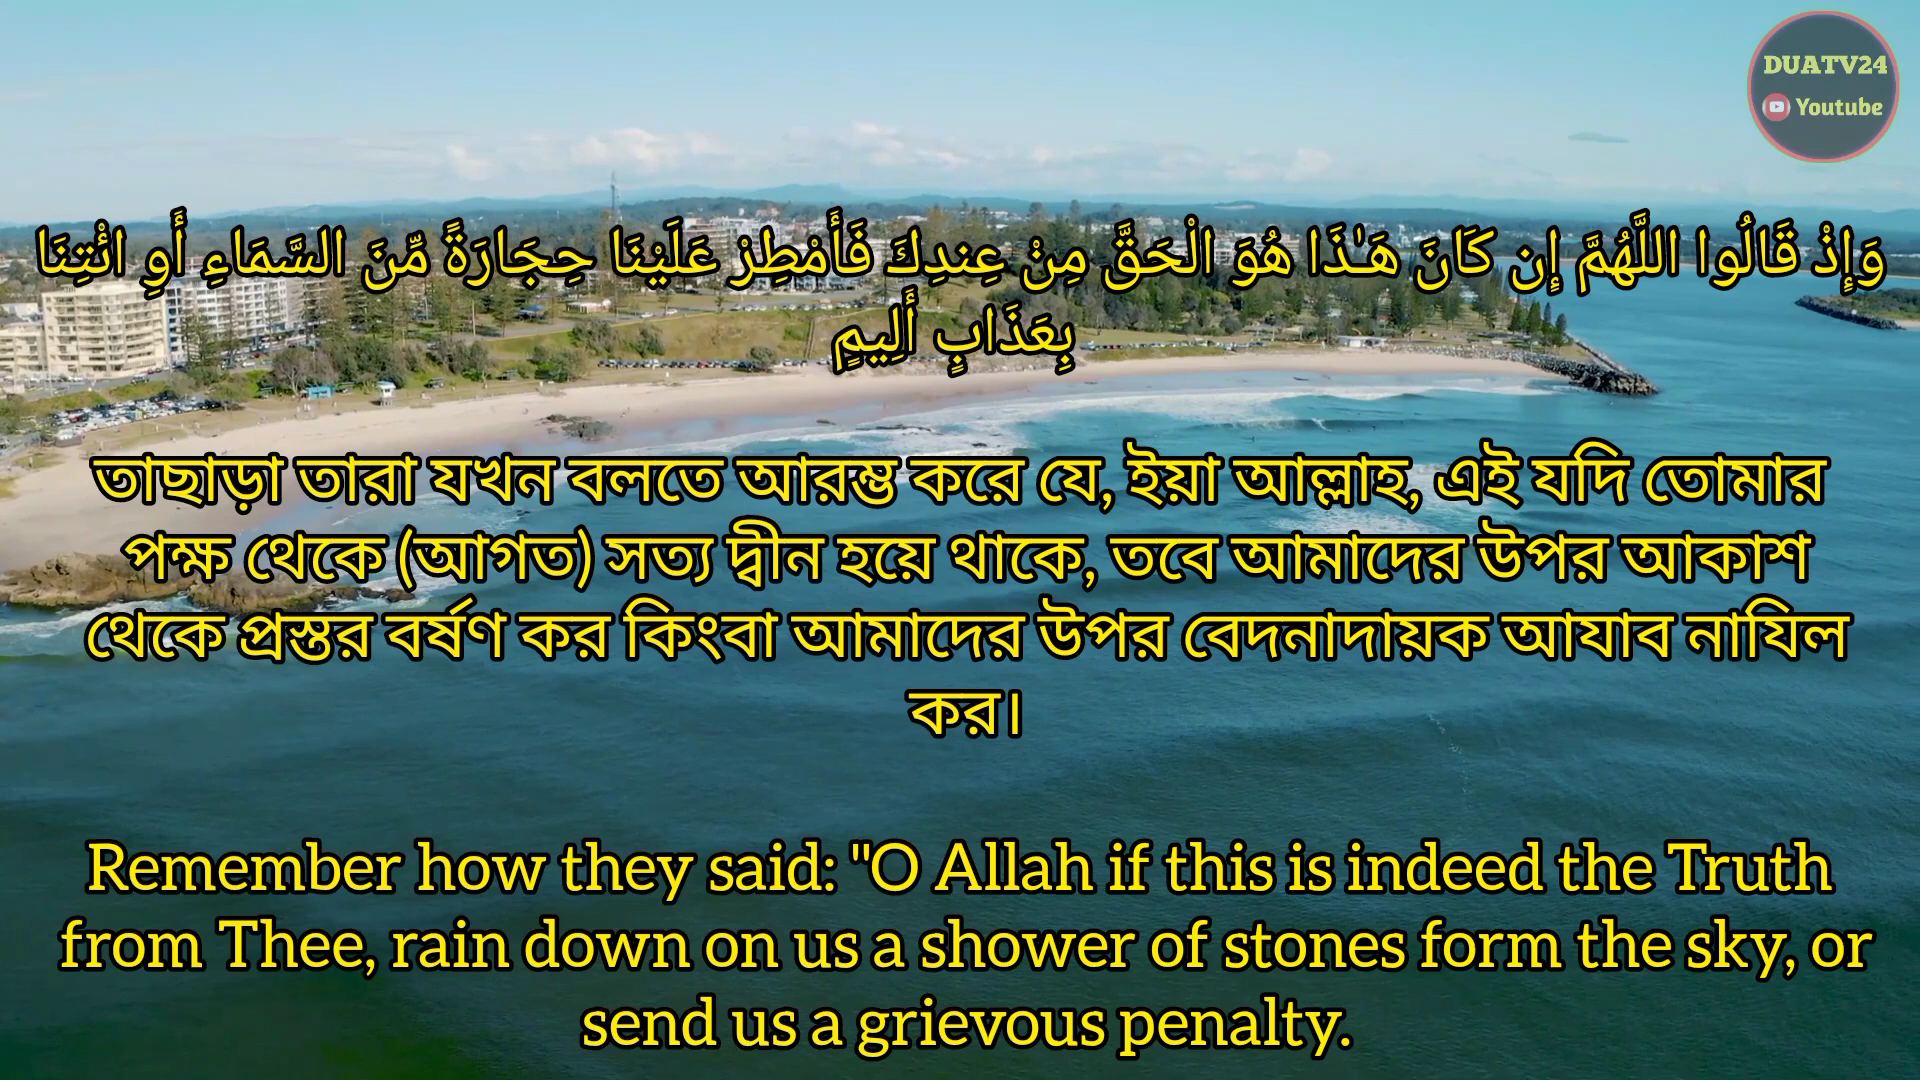 DUATV24
Youtube
وَإِذْ قَالُوا اللَّهُمَّ إِن كَانَ هَـٰذَا هُوَ الْحَقَّ مِنْ عِندِكَ فَأَمْطِرْ عَلَيْنَا حِجَارَةً مِّنَ السَّمَاءِ أَوِ ائْتِنَا
بِعَذَابٍ أَلِيمٍ
তাছাড়া তারা যখন বলতে আরম্ভ করে যে, ইয়া আল্লাহ, এই যদি তোমার
পক্ষ থেকে (আগত) সত্য দ্বীন হয়ে থাকে, তবে আমাদের উপর আকাশ
থেকে প্রস্তর বর্ষণ কর কিংবা আমাদের উপর বেদনাদায়ক আযাব নাযিল
কর।
Remember how they said: "O Allah if this is indeed the Truth
from Thee, rain down on us a shower of stones form the sky, or
send us a grievous penalty.